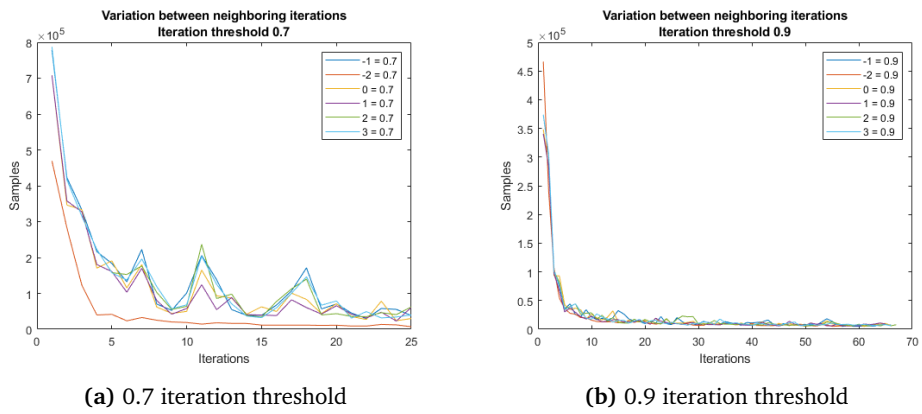 Variation between neighboring iterations
Iteration threshold 0.7
×10⁵
8
7
6
5
4
3
2
1
0
Samples
0
5
10
15
20
25
Iterations
-1 = 0.7
-2 = 0.7
0 = 0.7
1 = 0.7
2 = 0.7
3 = 0.7
(a) 0.7 iteration threshold
Variation between neighboring iterations
Iteration threshold 0.9
×10⁵
5
4.5
4
3.5
3
2.5
2
1.5
1
0.5
0
Samples
0
10
20
30
40
50
60
70
Iterations
-1 = 0.9
-2 = 0.9
0 = 0.9
1 = 0.9
2 = 0.9
3 = 0.9
(b) 0.9 iteration threshold